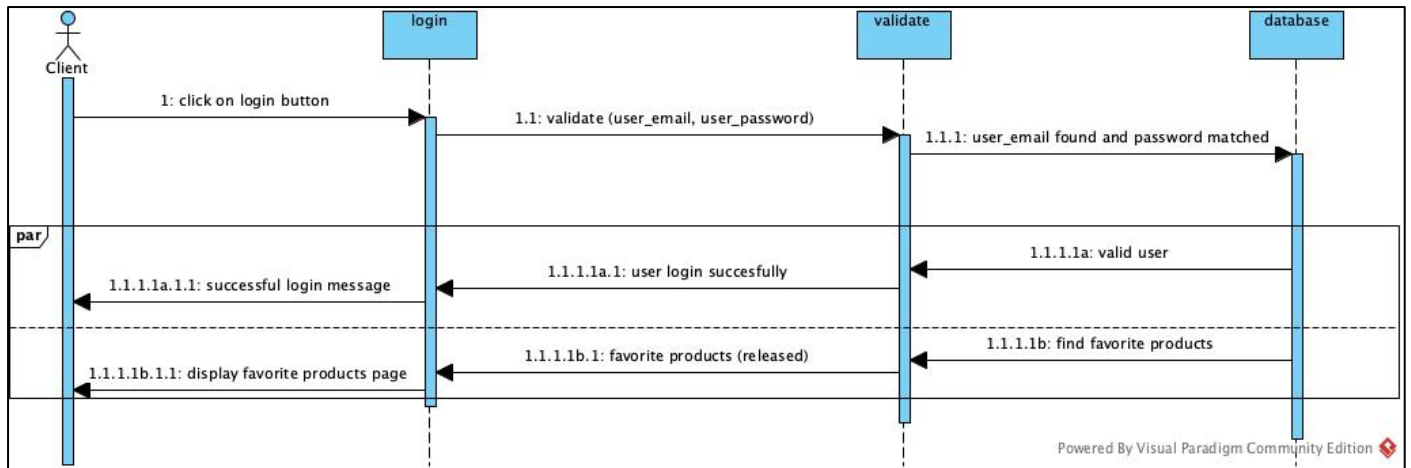 login
validate
database
Client
1: click on login button
1.1: validate (user_email, user_password)
1.1.1: user_email found and password matched
par
1.1.1.1a: valid user
1.1.1.1a.1: user login succesfully
1.1.1.1a.1.1: successful login message
1.1.1.1b: find favorite products
1.1.1.1b.1: favorite products (released)
1.1.1.1b.1.1: display favorite products page
Powered By Visual Paradigm Community Edition